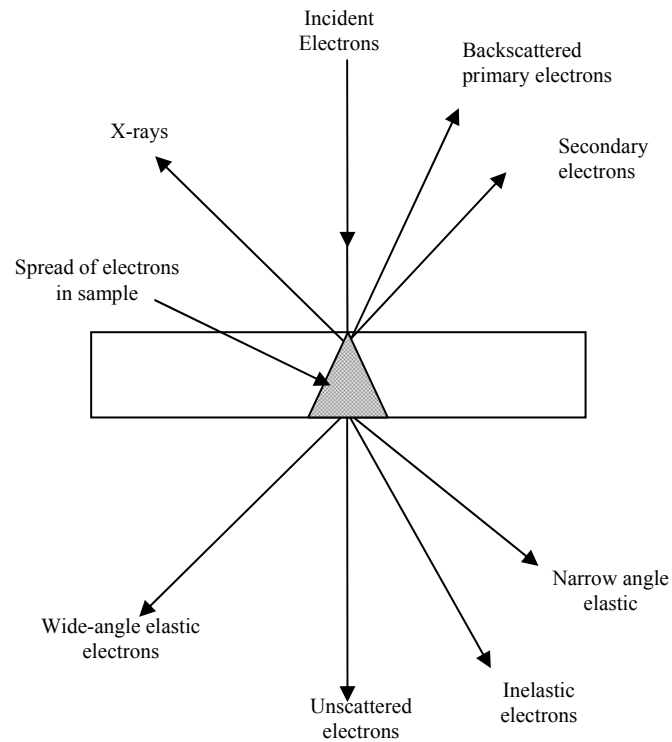 Incident
Electrons
Backscattered
primary electrons
X-rays
Secondary
electrons
Spread of electrons
in sample
Narrow angle
elastic
Wide-angle elastic
electrons
Inelastic
electrons
Unscattered
electrons